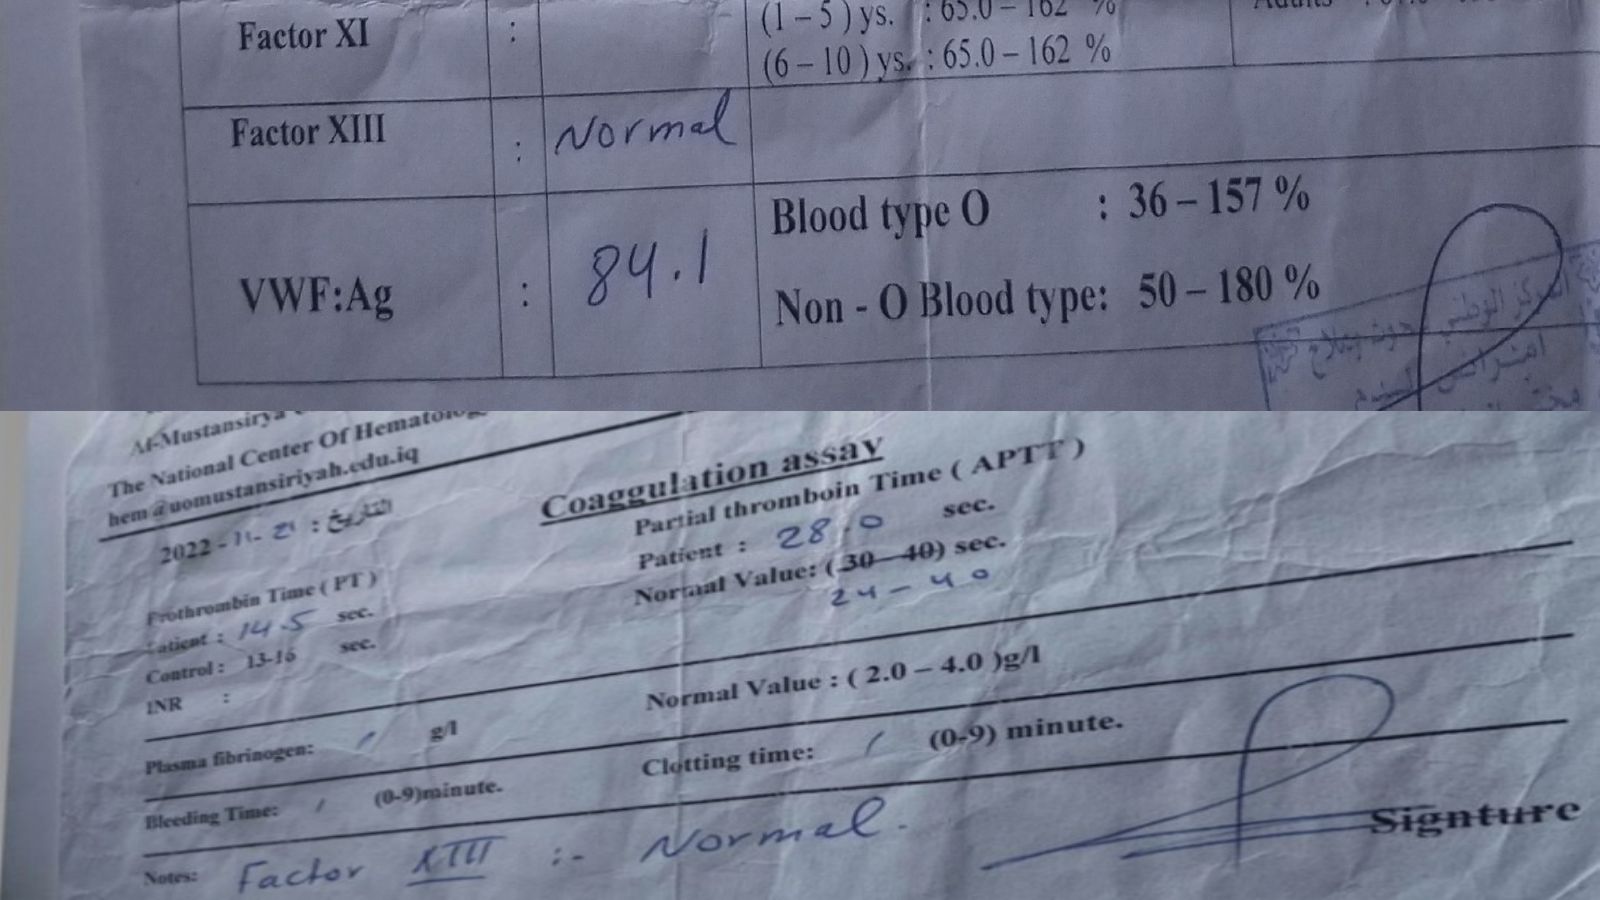 Factor XI :
(1 – 5 ) ys. : 65.0 – 162 %
(6 – 10 ) ys. : 65.0 – 162 %
Adults
Factor XIII : Normal
VWF:Ag : 84.1
Blood type O : 36 – 157 %
Non - O Blood type: 50 – 180 %
المركز الوطني
Al-Mustansirya
The National Center Of Hematology
hem@uomustansiriyah.edu.iq
2022 - 11 - 21 : التاريخ
Coaggulation assay
Partial thromboin Time ( APTT )
Patient : 28.0 sec.
Normal Value: ( 30 – 40) sec.
24 – 40
Prothrombin Time ( PT )
Patient : 14.5 sec.
Control : 13-16 sec.
INR :
Plasma fibrinogen: / g/l
Normal Value : ( 2.0 – 4.0 )g/l
Bleeding Time: / (0-9)minute.
Clotting time: / (0-9) minute.
Notes: Factor XIII :- Normal.
Signture